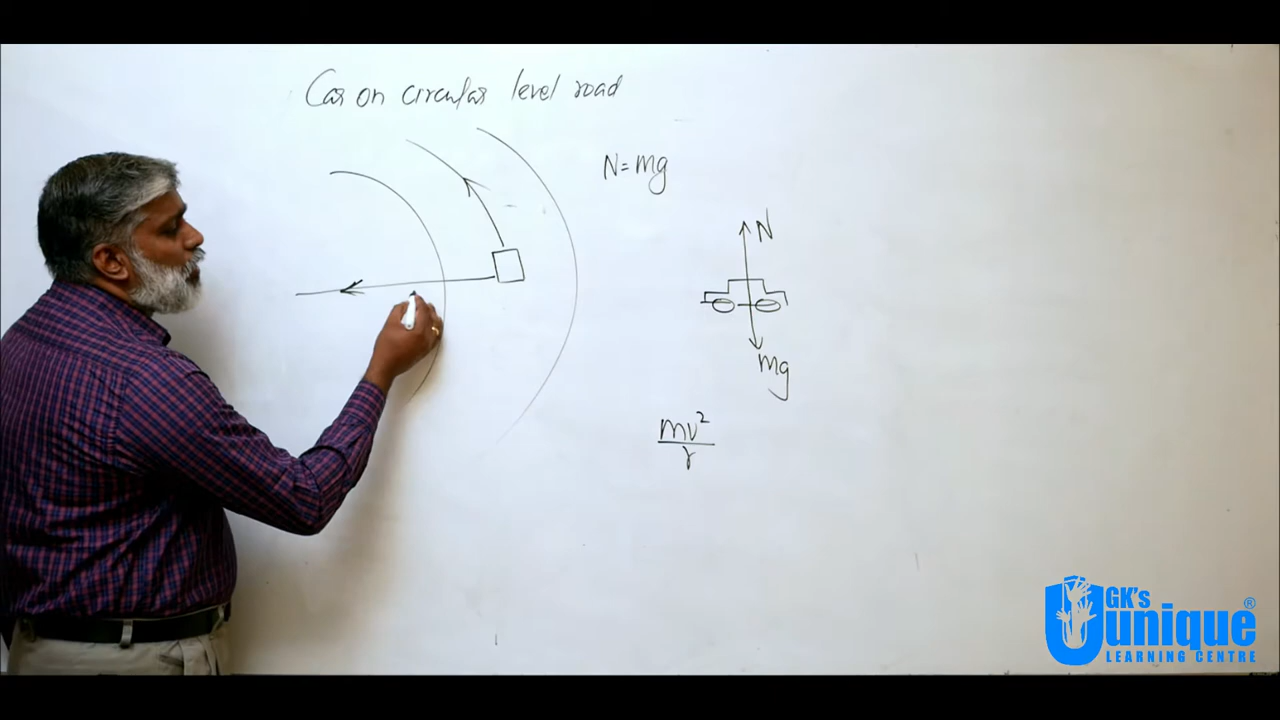 Car on circular level road
N=mg
N
mg
mv²
r
GK's
unique®
LEARNING CENTRE